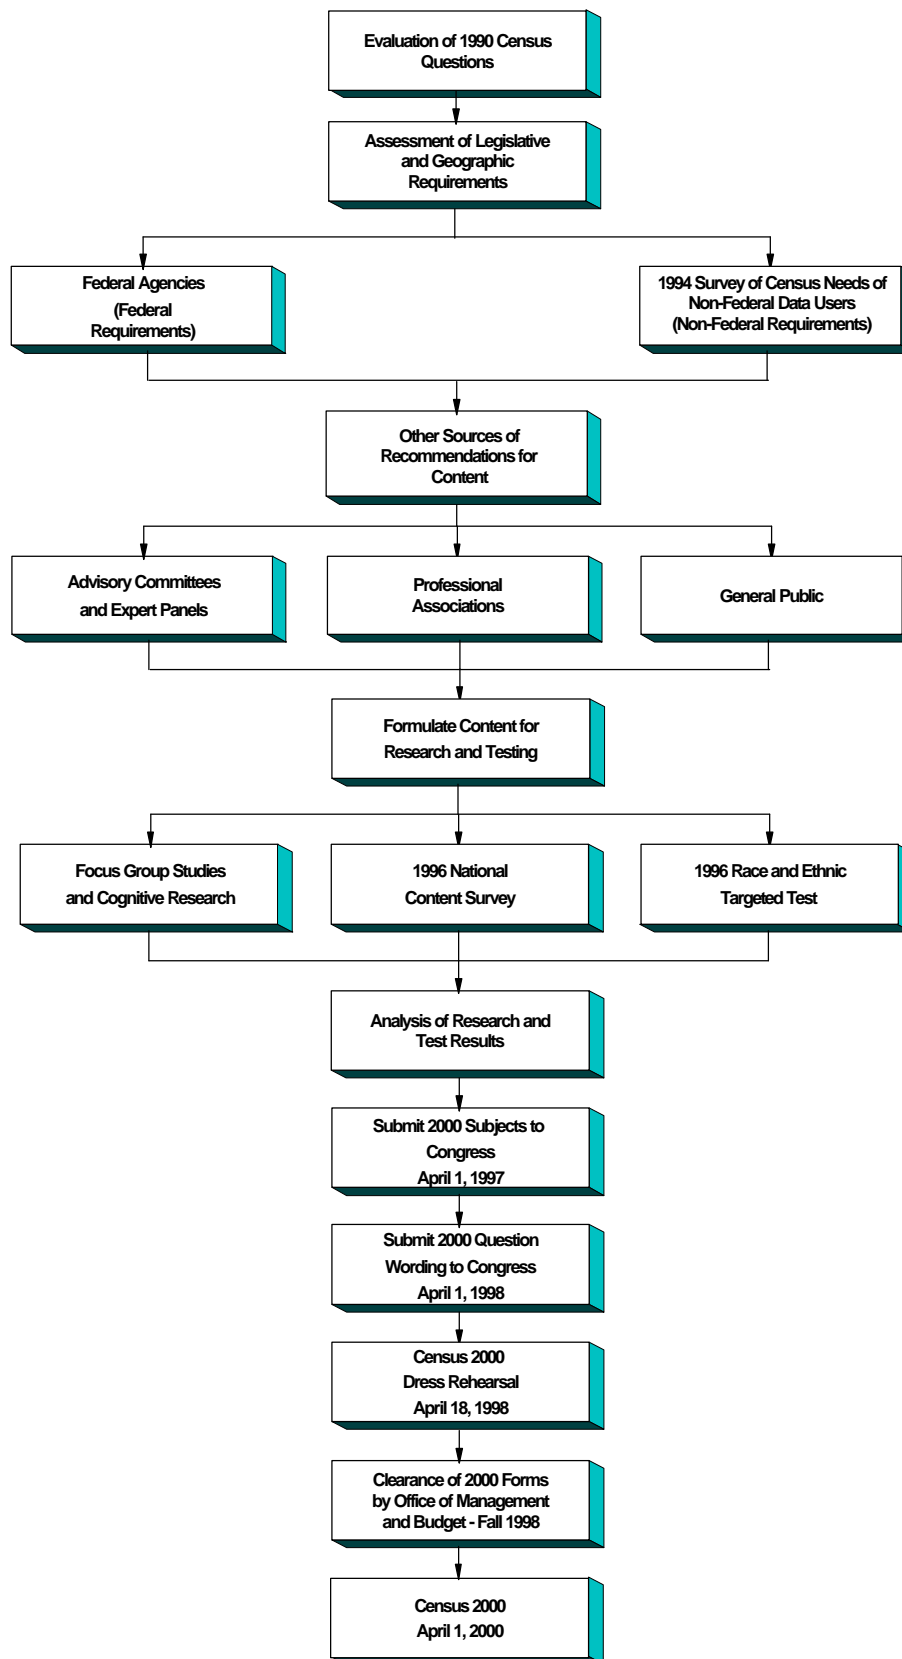 Evaluation of 1990 Census
Questions
Assessment of Legislative
and Geographic
Requirements
Federal Agencies
(Federal
Requirements)
1994 Survey of Census Needs of
Non-Federal Data Users
(Non-Federal Requirements)
Other Sources of
Recommendations for
Content
Advisory Committees
and Expert Panels
Professional
Associations
General Public
Formulate Content for
Research and Testing
Focus Group Studies
and Cognitive Research
1996 National
Content Survey
1996 Race and Ethnic
Targeted Test
Analysis of Research and
Test Results
Submit 2000 Subjects to
Congress
April 1, 1997
Submit 2000 Question
Wording to Congress
April 1, 1998
Census 2000
Dress Rehearsal
April 18, 1998
Clearance of 2000 Forms
by Office of Management
and Budget - Fall 1998
Census 2000
April 1, 2000